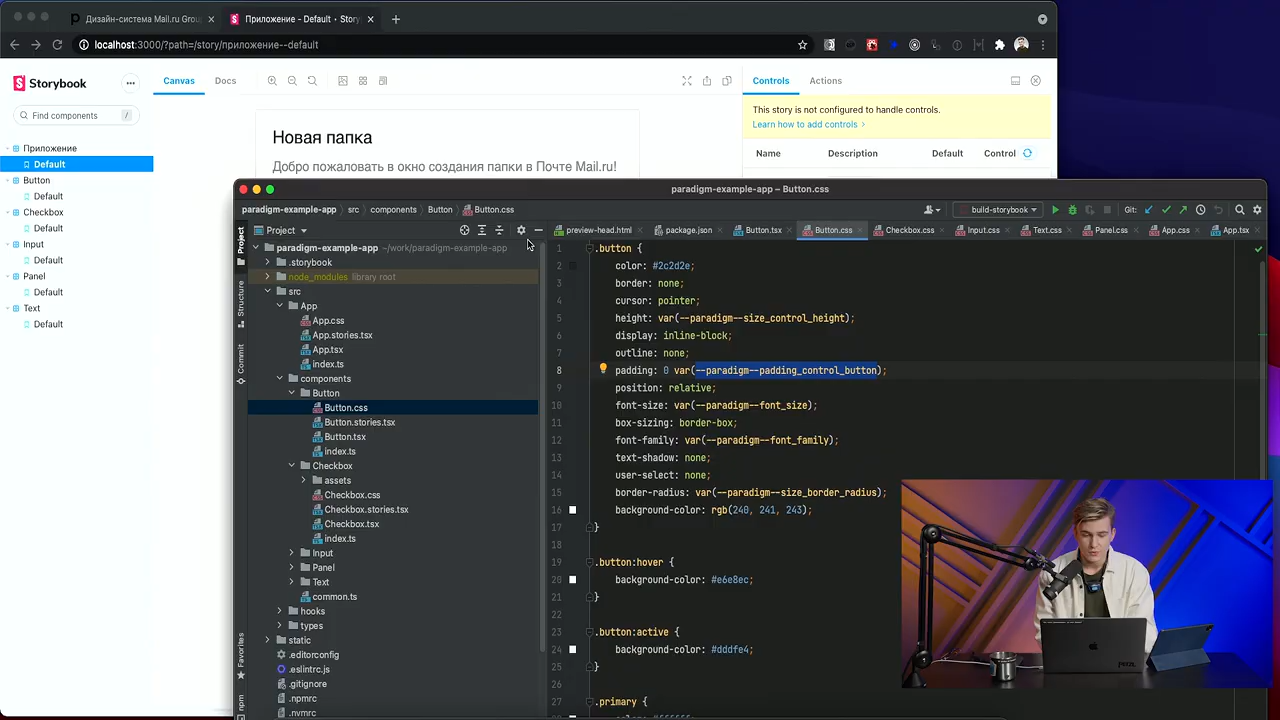 Дизайн-система Mail.ru Grou
Приложение - Default · Story
localhost:3000/?path=/story/приложение--default
Storybook
Canvas
Docs
Controls
Actions
Find components
/
This story is not configured to handle controls.
Learn how to add controls
Name
Description
Default
Control
Приложение
Default
Button
Default
Checkbox
Default
Input
Default
Panel
Default
Text
Default
Новая папка
Добро пожаловать в окно создания папки в Почте Mail.ru!
paradigm-example-app – Button.css
paradigm-example-app
src
components
Button
Button.css
build-storybook
Git:
Project
preview-head.html
package.json
Button.tsx
Button.css
Checkbox.css
Input.css
Text.css
Panel.css
App.css
App.tsx
Project
Structure
Commit
Favorites
npm
paradigm-example-app ~/work/paradigm-example-app
.storybook
node_modules library root
src
App
App.css
App.stories.tsx
App.tsx
index.ts
components
Button
Button.css
Button.stories.tsx
Button.tsx
index.ts
Checkbox
assets
Checkbox.css
Checkbox.stories.tsx
Checkbox.tsx
index.ts
Input
Panel
Text
common.ts
hooks
types
static
.editorconfig
.eslintrc.js
.gitignore
.npmrc
.nvmrc
1 .button {
2 color: #2c2d2e;
3 border: none;
4 cursor: pointer;
5 height: var(--paradigm--size_control_height);
6 display: inline-block;
7 outline: none;
8 padding: 0 var(--paradigm--padding_control_button);
9 position: relative;
10 font-size: var(--paradigm--font_size);
11 box-sizing: border-box;
12 font-family: var(--paradigm--font_family);
13 text-shadow: none;
14 user-select: none;
15 border-radius: var(--paradigm--size_border_radius);
16 background-color: rgb(240, 241, 243);
17 }
18
19 .button:hover {
20 background-color: #e6e8ec;
21 }
22
23 .button:active {
24 background-color: #dddfe4;
25 }
26
27 .primary {